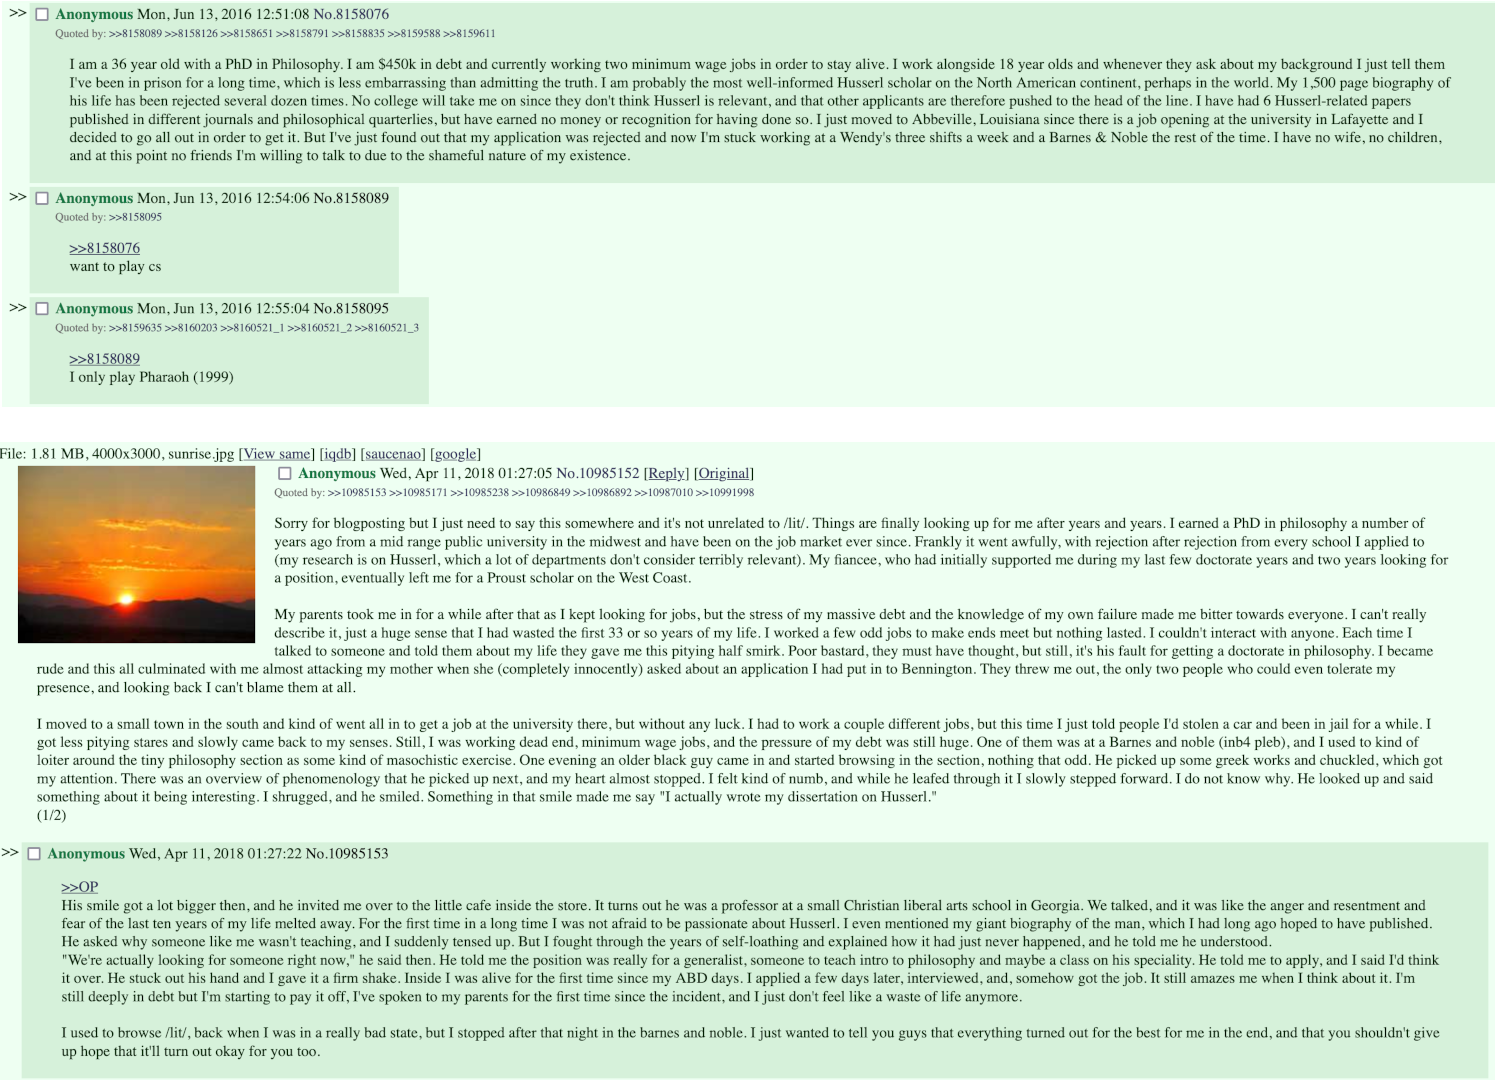 >> Anonymous Mon, Jun 13, 2016 12:51:08 No.8158076
Quoted by: >>8158089 >>8158126 >>8158651 >>8158791 >>8158835 >>8159588 >>8159611
I am a 36 year old with a PhD in Philosophy. I am $450k in debt and currently working two minimum wage jobs in order to stay alive. I work alongside 18 year olds and whenever they ask about my background I just tell them
I've been in prison for a long time, which is less embarrassing than admitting the truth. I am probably the most well-informed Husserl scholar on the North American continent, perhaps in the world. My 1,500 page biography of
his life has been rejected several dozen times. No college will take me on since they don't think Husserl is relevant, and that other applicants are therefore pushed to the head of the line. I have had 6 Husserl-related papers
published in different journals and philosophical quarterlies, but have earned no money or recognition for having done so. I just moved to Abbeville, Louisiana since there is a job opening at the university in Lafayette and I
decided to go all out in order to get it. But I've just found out that my application was rejected and now I'm stuck working at a Wendy's three shifts a week and a Barnes & Noble the rest of the time. I have no wife, no children,
and at this point no friends I'm willing to talk to due to the shameful nature of my existence.
>> Anonymous Mon, Jun 13, 2016 12:54:06 No.8158089
Quoted by: >>8158095
>>8158076
want to play cs
>> Anonymous Mon, Jun 13, 2016 12:55:04 No.8158095
Quoted by: >>8159635 >>8160203 >>8160521_1 >>8160521_2 >>8160521_3
>>8158089
I only play Pharaoh (1999)
File: 1.81 MB, 4000x3000, sunrise.jpg [View same] [iqdb] [saucenao] [google]
Anonymous Wed, Apr 11, 2018 01:27:05 No.10985152 [Reply] [Original]
Quoted by: >>10985153 >>10985171 >>10985238 >>10986849 >>10986892 >>10987010 >>10991998
Sorry for blogposting but I just need to say this somewhere and it's not unrelated to /lit/. Things are finally looking up for me after years and years. I earned a PhD in philosophy a number of
years ago from a mid range public university in the midwest and have been on the job market ever since. Frankly it went awfully, with rejection after rejection from every school I applied to
(my research is on Husserl, which a lot of departments don't consider terribly relevant). My fiancee, who had initially supported me during my last few doctorate years and two years looking for
a position, eventually left me for a Proust scholar on the West Coast.
My parents took me in for a while after that as I kept looking for jobs, but the stress of my massive debt and the knowledge of my own failure made me bitter towards everyone. I can't really
describe it, just a huge sense that I had wasted the first 33 or so years of my life. I worked a few odd jobs to make ends meet but nothing lasted. I couldn't interact with anyone. Each time I
talked to someone and told them about my life they gave me this pitying half smirk. Poor bastard, they must have thought, but still, it's his fault for getting a doctorate in philosophy. I became
rude and this all culminated with me almost attacking my mother when she (completely innocently) asked about an application I had put in to Bennington. They threw me out, the only two people who could even tolerate my
presence, and looking back I can't blame them at all.
I moved to a small town in the south and kind of went all in to get a job at the university there, but without any luck. I had to work a couple different jobs, but this time I just told people I'd stolen a car and been in jail for a while. I
got less pitying stares and slowly came back to my senses. Still, I was working dead end, minimum wage jobs, and the pressure of my debt was still huge. One of them was at a Barnes and noble (inb4 pleb), and I used to kind of
loiter around the tiny philosophy section as some kind of masochistic exercise. One evening an older black guy came in and started browsing in the section, nothing that odd. He picked up some greek works and chuckled, which got
my attention. There was an overview of phenomenology that he picked up next, and my heart almost stopped. I felt kind of numb, and while he leafed through it I slowly stepped forward. I do not know why. He looked up and said
something about it being interesting. I shrugged, and he smiled. Something in that smile made me say "I actually wrote my dissertation on Husserl."
(1/2)
>> Anonymous Wed, Apr 11, 2018 01:27:22 No.10985153
>>OP
His smile got a lot bigger then, and he invited me over to the little cafe inside the store. It turns out he was a professor at a small Christian liberal arts school in Georgia. We talked, and it was like the anger and resentment and
fear of the last ten years of my life melted away. For the first time in a long time I was not afraid to be passionate about Husserl. I even mentioned my giant biography of the man, which I had long ago hoped to have published.
He asked why someone like me wasn't teaching, and I suddenly tensed up. But I fought through the years of self-loathing and explained how it had just never happened, and he told me he understood.
"We're actually looking for someone right now," he said then. He told me the position was really for a generalist, someone to teach intro to philosophy and maybe a class on his speciality. He told me to apply, and I said I'd think
it over. He stuck out his hand and I gave it a firm shake. Inside I was alive for the first time since my ABD days. I applied a few days later, interviewed, and, somehow got the job. It still amazes me when I think about it. I'm
still deeply in debt but I'm starting to pay it off, I've spoken to my parents for the first time since the incident, and I just don't feel like a waste of life anymore.
I used to browse /lit/, back when I was in a really bad state, but I stopped after that night in the barnes and noble. I just wanted to tell you guys that everything turned out for the best for me in the end, and that you shouldn't give
up hope that it'll turn out okay for you too.